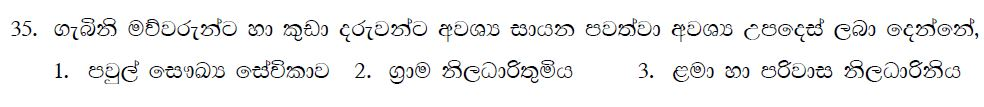 35. ගැබිනි මව්වරුන්ට හා කුඩා දරුවන්ට අවශ්‍ය සායන පවත්වා අවශ්‍ය උපදෙස් ලබා දෙන්නේ,
1. පවුල් සෞඛ්‍ය සේවිකාව 2. ග්‍රාම නිලධාරිතුමිය 3. ළමා හා පරිවාස නිලධාරිනිය